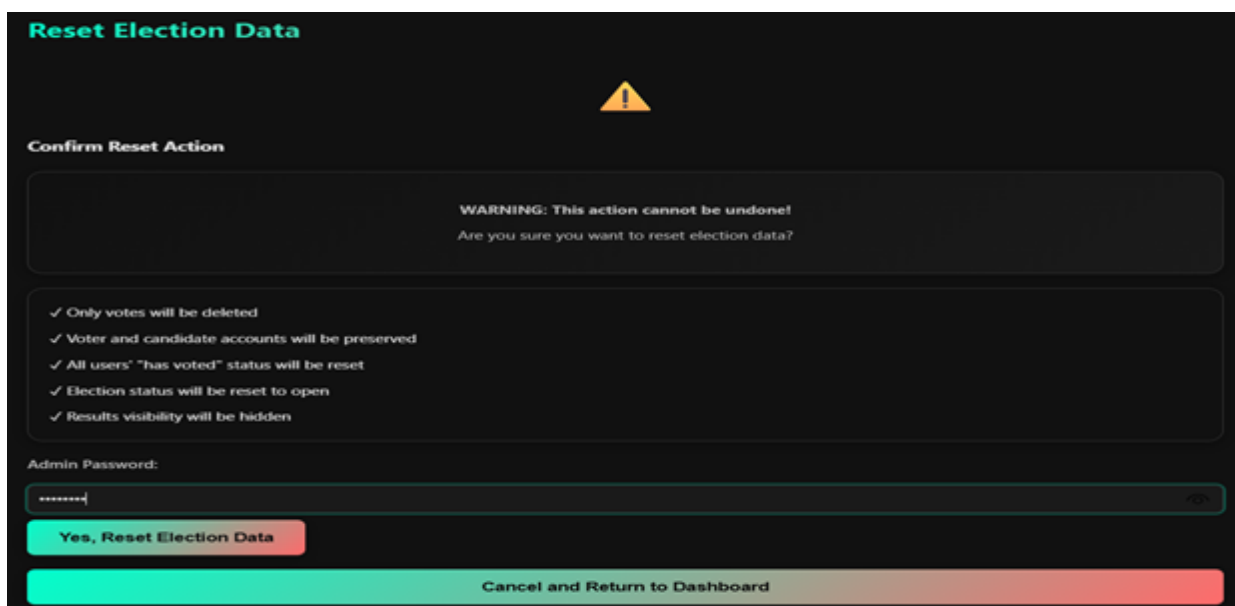 Reset Election Data
Confirm Reset Action
WARNING: This action cannot be undone!
Are you sure you want to reset election data?
✓ Only votes will be deleted
✓ Voter and candidate accounts will be preserved
✓ All users' "has voted" status will be reset
✓ Election status will be reset to open
✓ Results visibility will be hidden
Admin Password:
••••••••
Yes, Reset Election Data
Cancel and Return to Dashboard